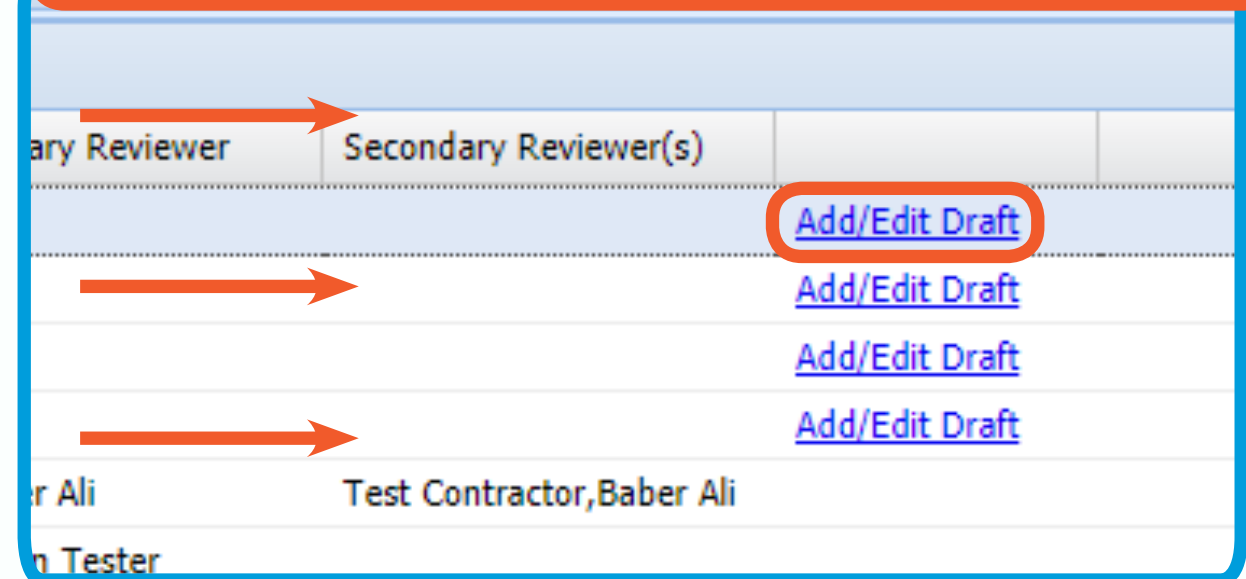 ary Reviewer Secondary Reviewer(s)
Add/Edit Draft
Add/Edit Draft
Add/Edit Draft
Add/Edit Draft
er Ali Test Contractor,Baber Ali
n Tester